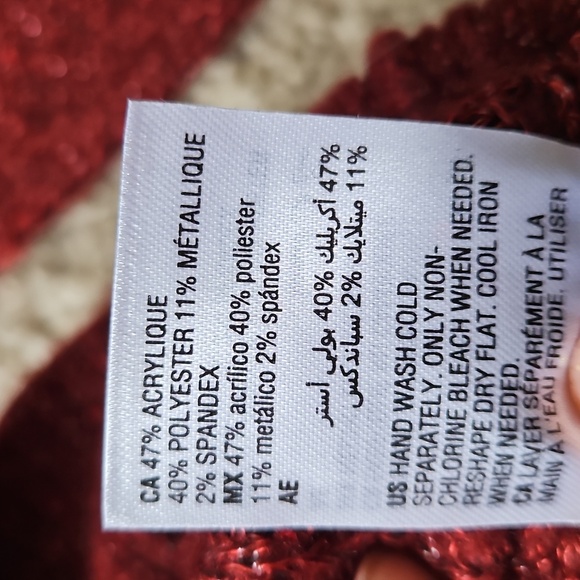 CA 47% ACRYLIQUE
40% POLYESTER 11% MÉTALLIQUE
2% SPANDEX
MX 47% acrílico 40% poliester
11% metálico 2% spándex
AE
47% أكريليك 40% بولي أستر
11% ميتلايك 2% سباندكس
US HAND WASH COLD
SEPARATELY. ONLY NON-
CHLORINE BLEACH WHEN NEEDED.
RESHAPE DRY FLAT. COOL IRON
WHEN NEEDED.
CA LAVER SÉPARÉMENT À LA
MAIN À L'EAU FROIDE. UTILISER